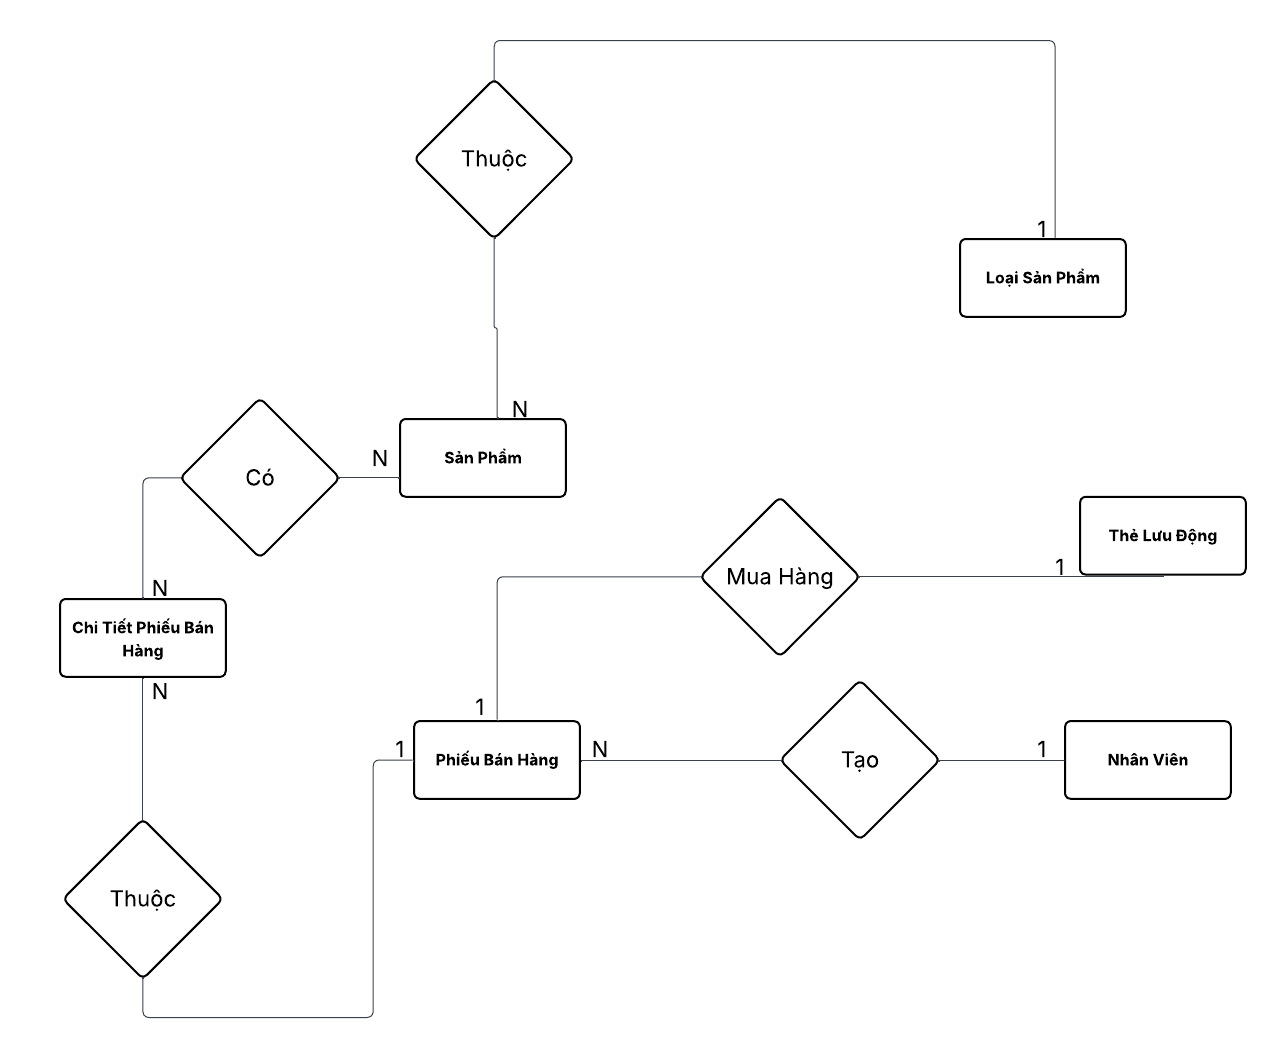 Thuộc
1
Loại Sản Phẩm
N
Có
N
Sản Phẩm
Thẻ Lưu Động
Mua Hàng
1
N
Chi Tiết Phiếu Bán
Hàng
N
1
1
Phiếu Bán Hàng
N
Tạo
1
Nhân Viên
Thuộc